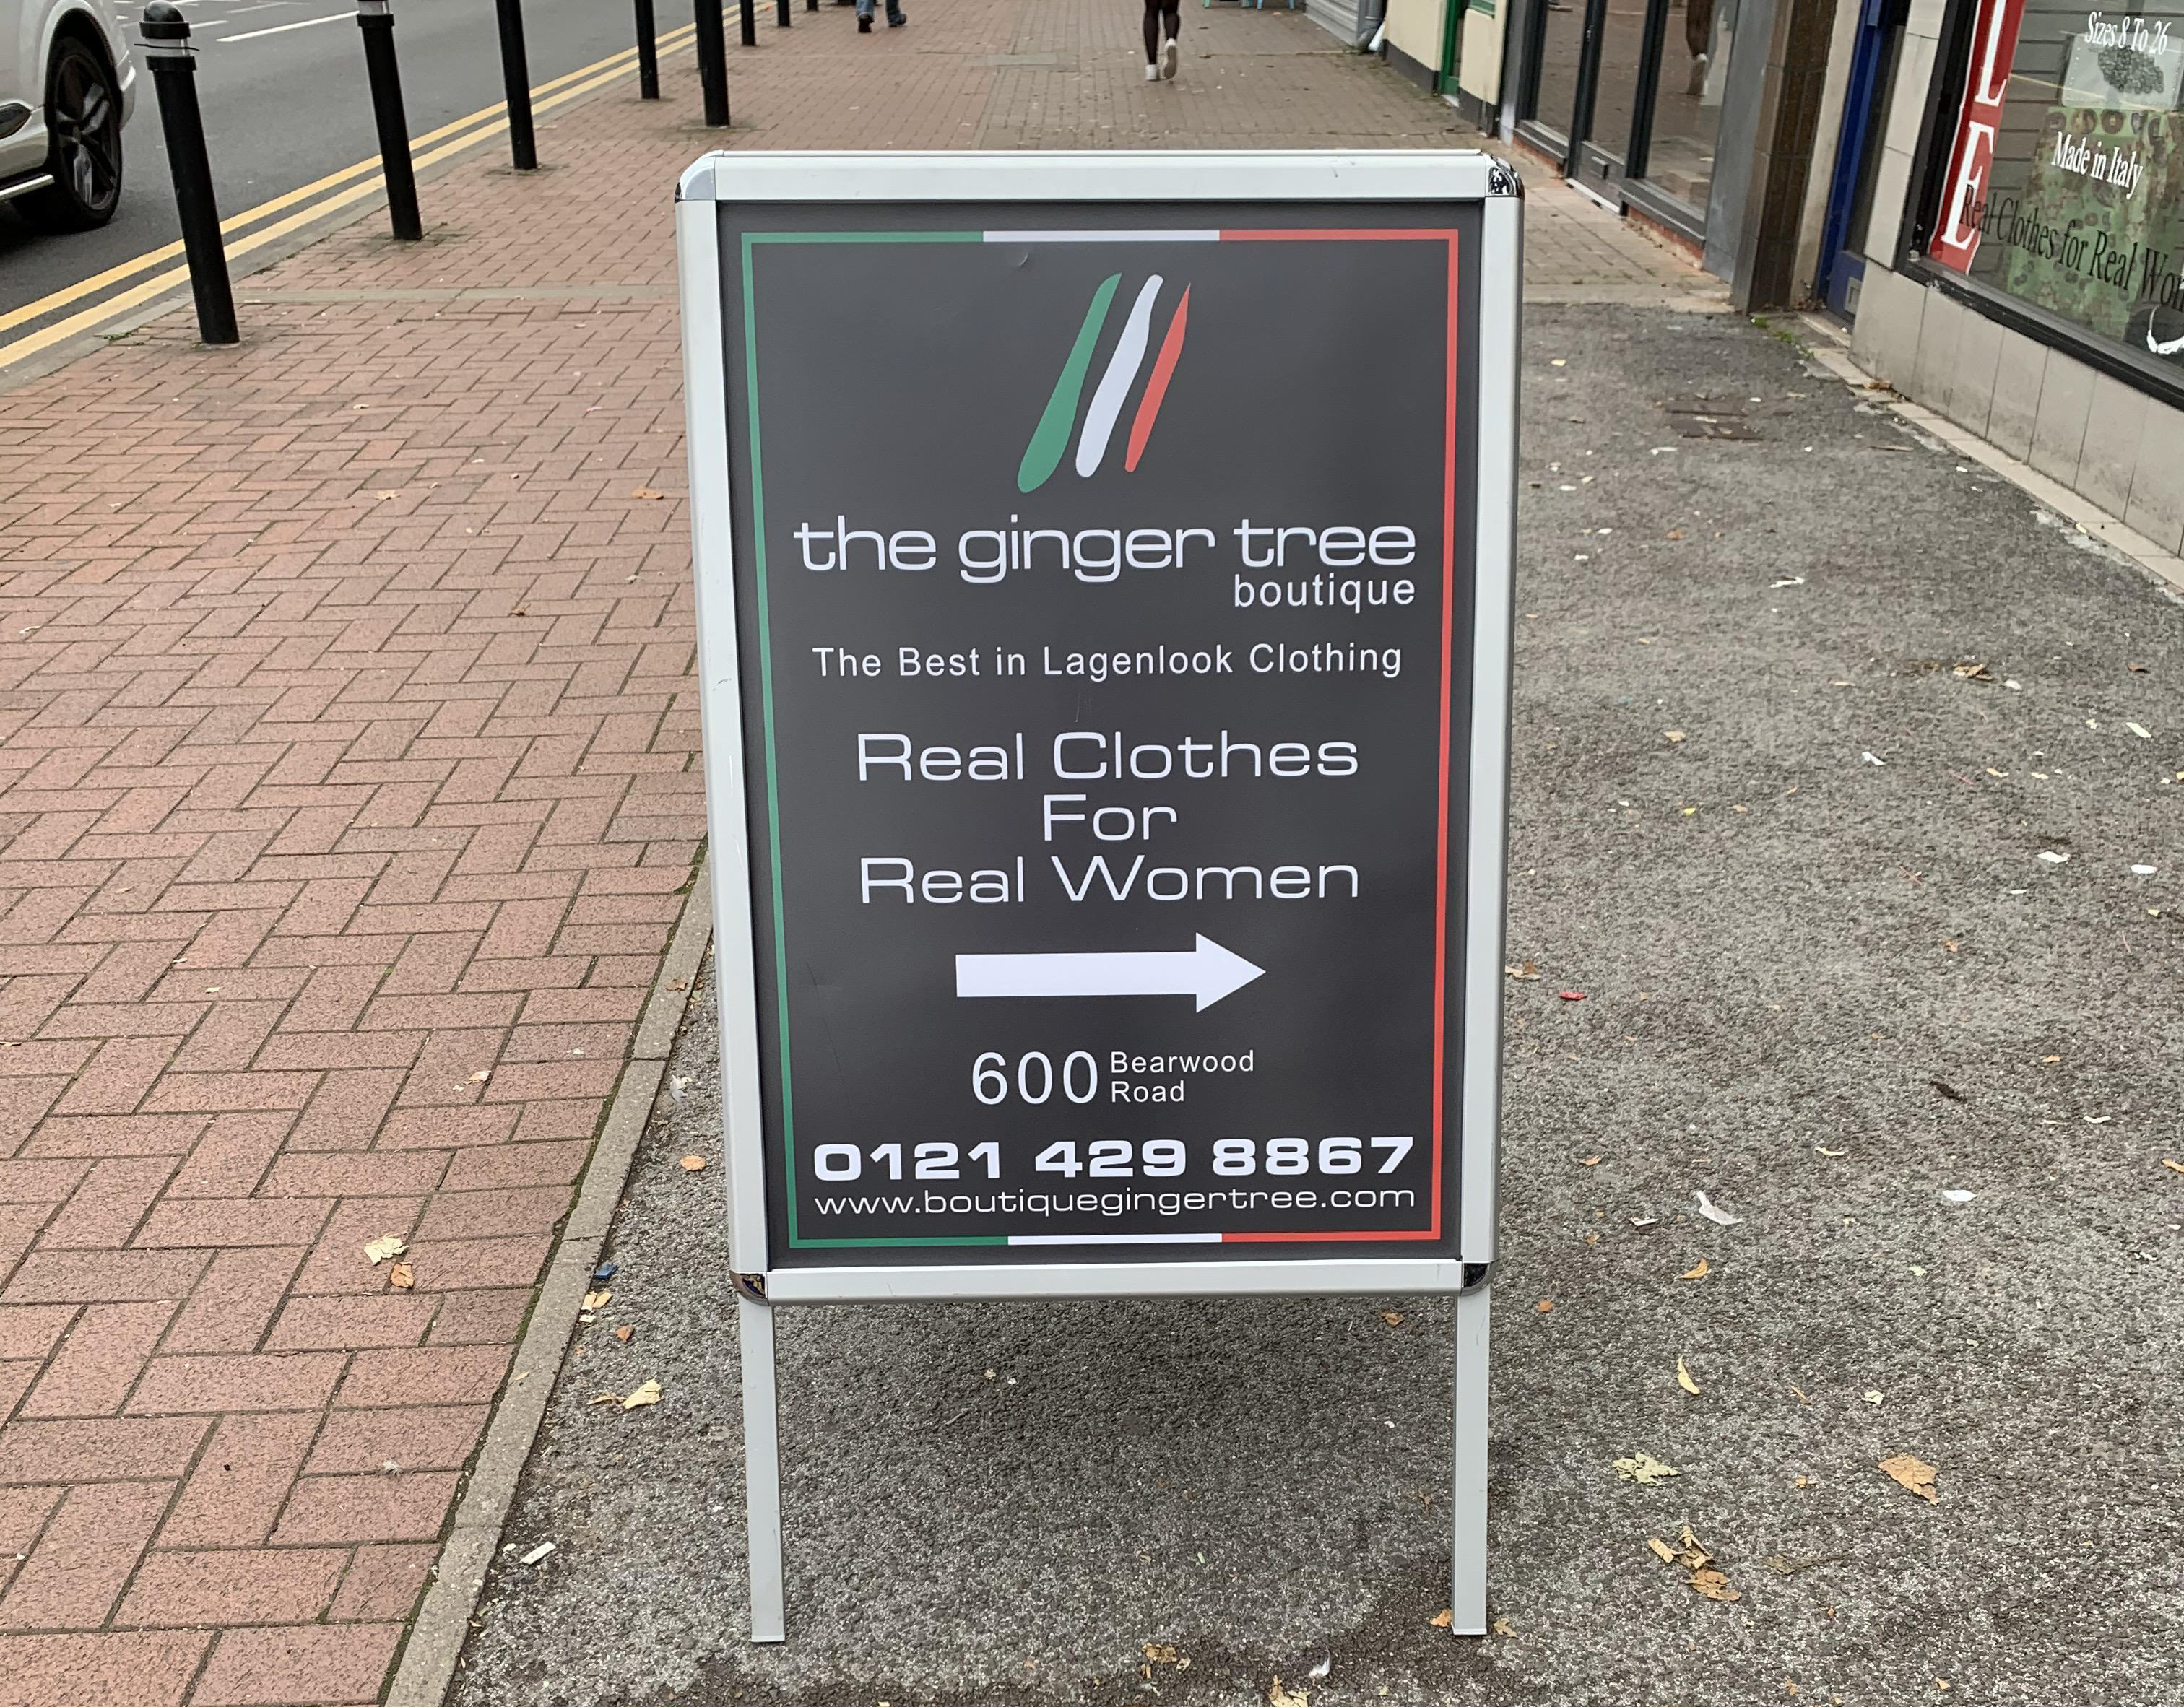 the ginger tree
boutique
The Best in Lagenlook Clothing
Real Clothes
For
Real Women
600 Bearwood
Road
0121 429 8867
www.boutiquegingertree.com
Sizes 8 To 26
Made in Italy
Real Clothes for Real
L
E